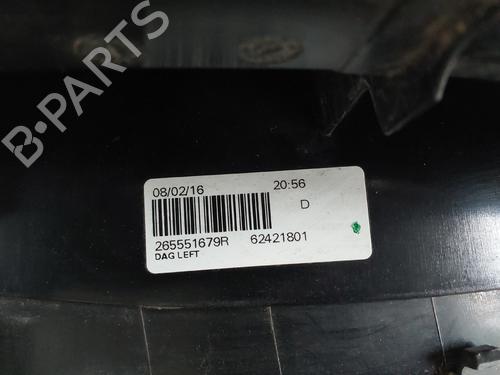 B-PARTS
08/02/16 20:56
D
265551679R 62421801
DAG LEFT